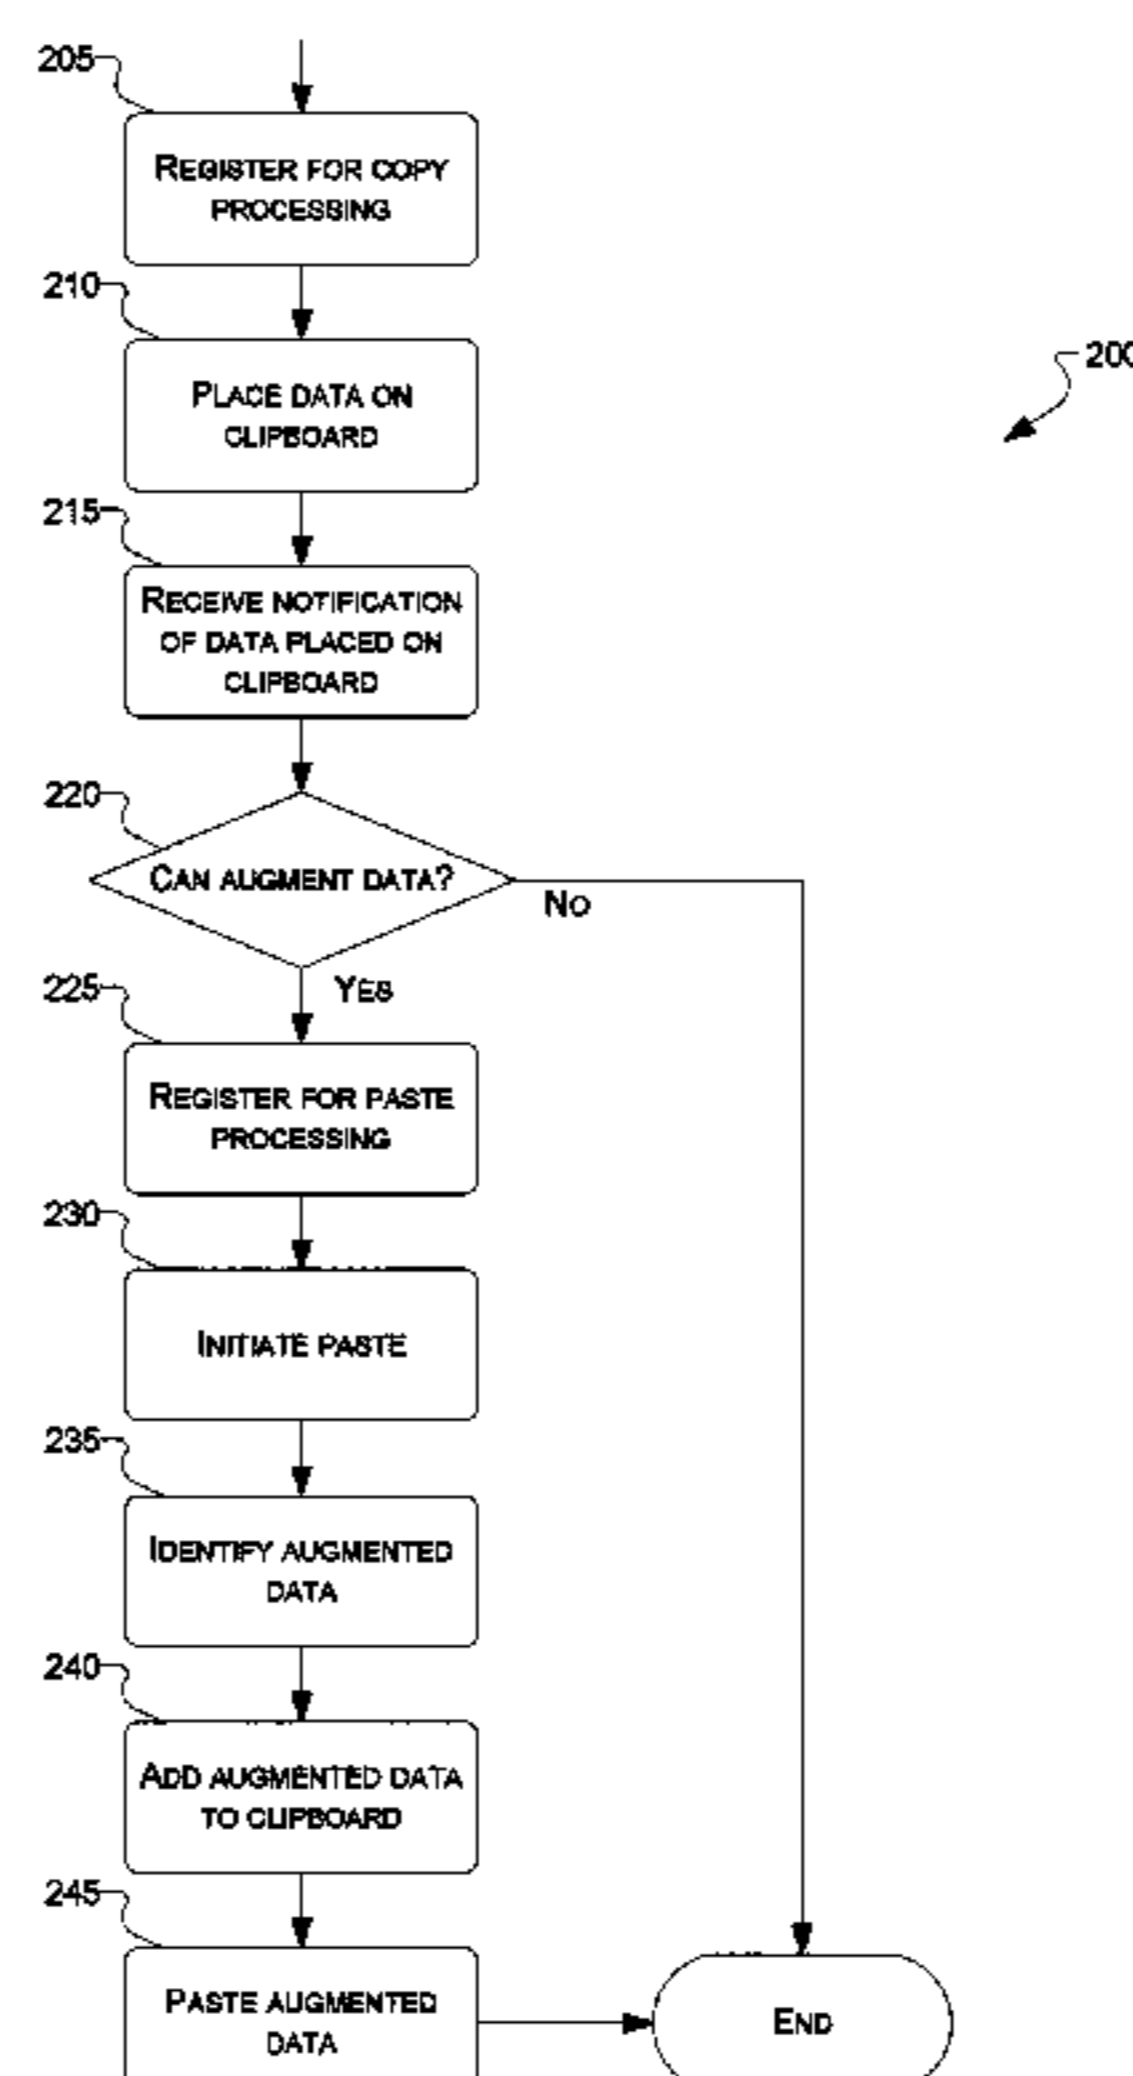 205
REGISTER FOR COPY
PROCESSING
210
PLACE DATA ON
CLIPBOARD
200
215
RECEIVE NOTIFICATION
OF DATA PLACED ON
CLIPBOARD
220
CAN AUGMENT DATA?
NO
YES
225
REGISTER FOR PASTE
PROCESSING
230
INITIATE PASTE
235
IDENTIFY AUGMENTED
DATA
240
ADD AUGMENTED DATA
TO CLIPBOARD
245
PASTE AUGMENTED
DATA
END